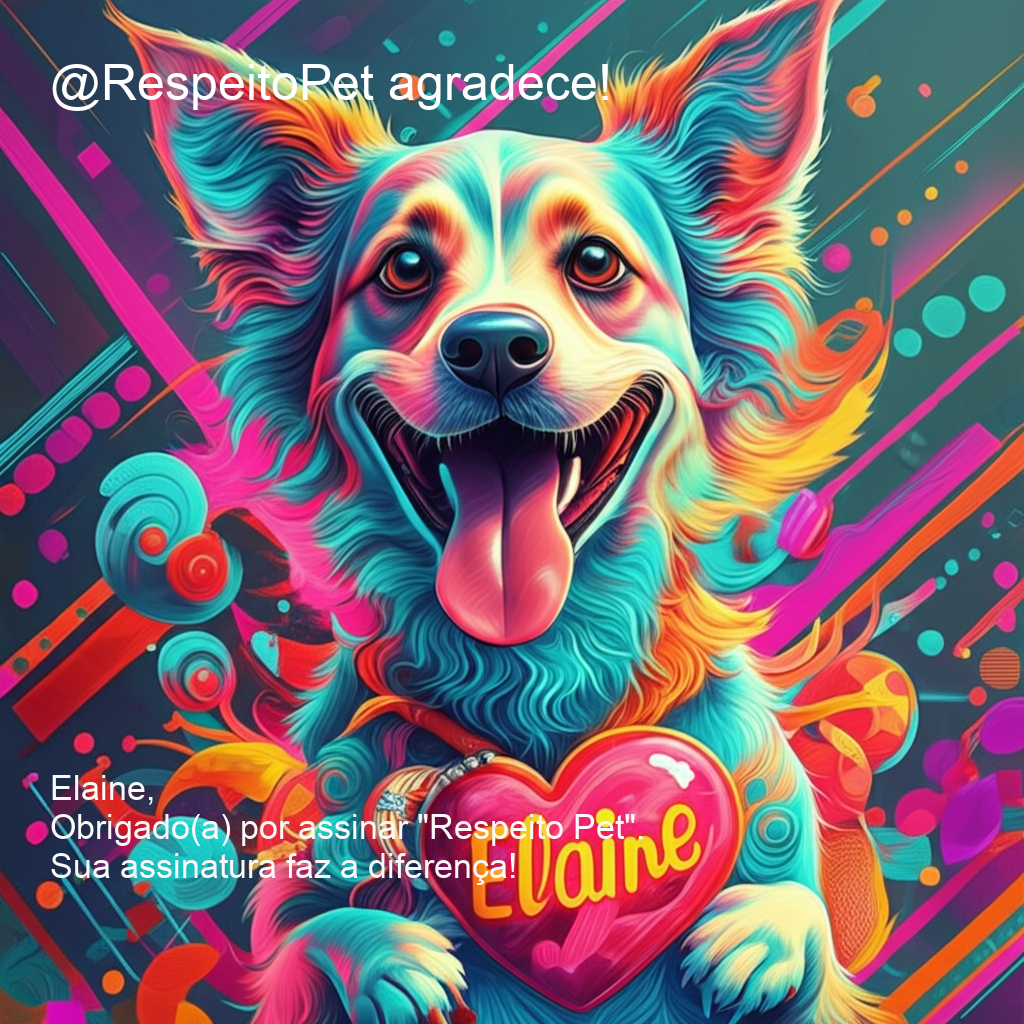 @RespeitoPet agradece!
Elaine,
Obrigado(a) por assinar "Respeito Pet".
Sua assinatura faz a diferença!
Elaine